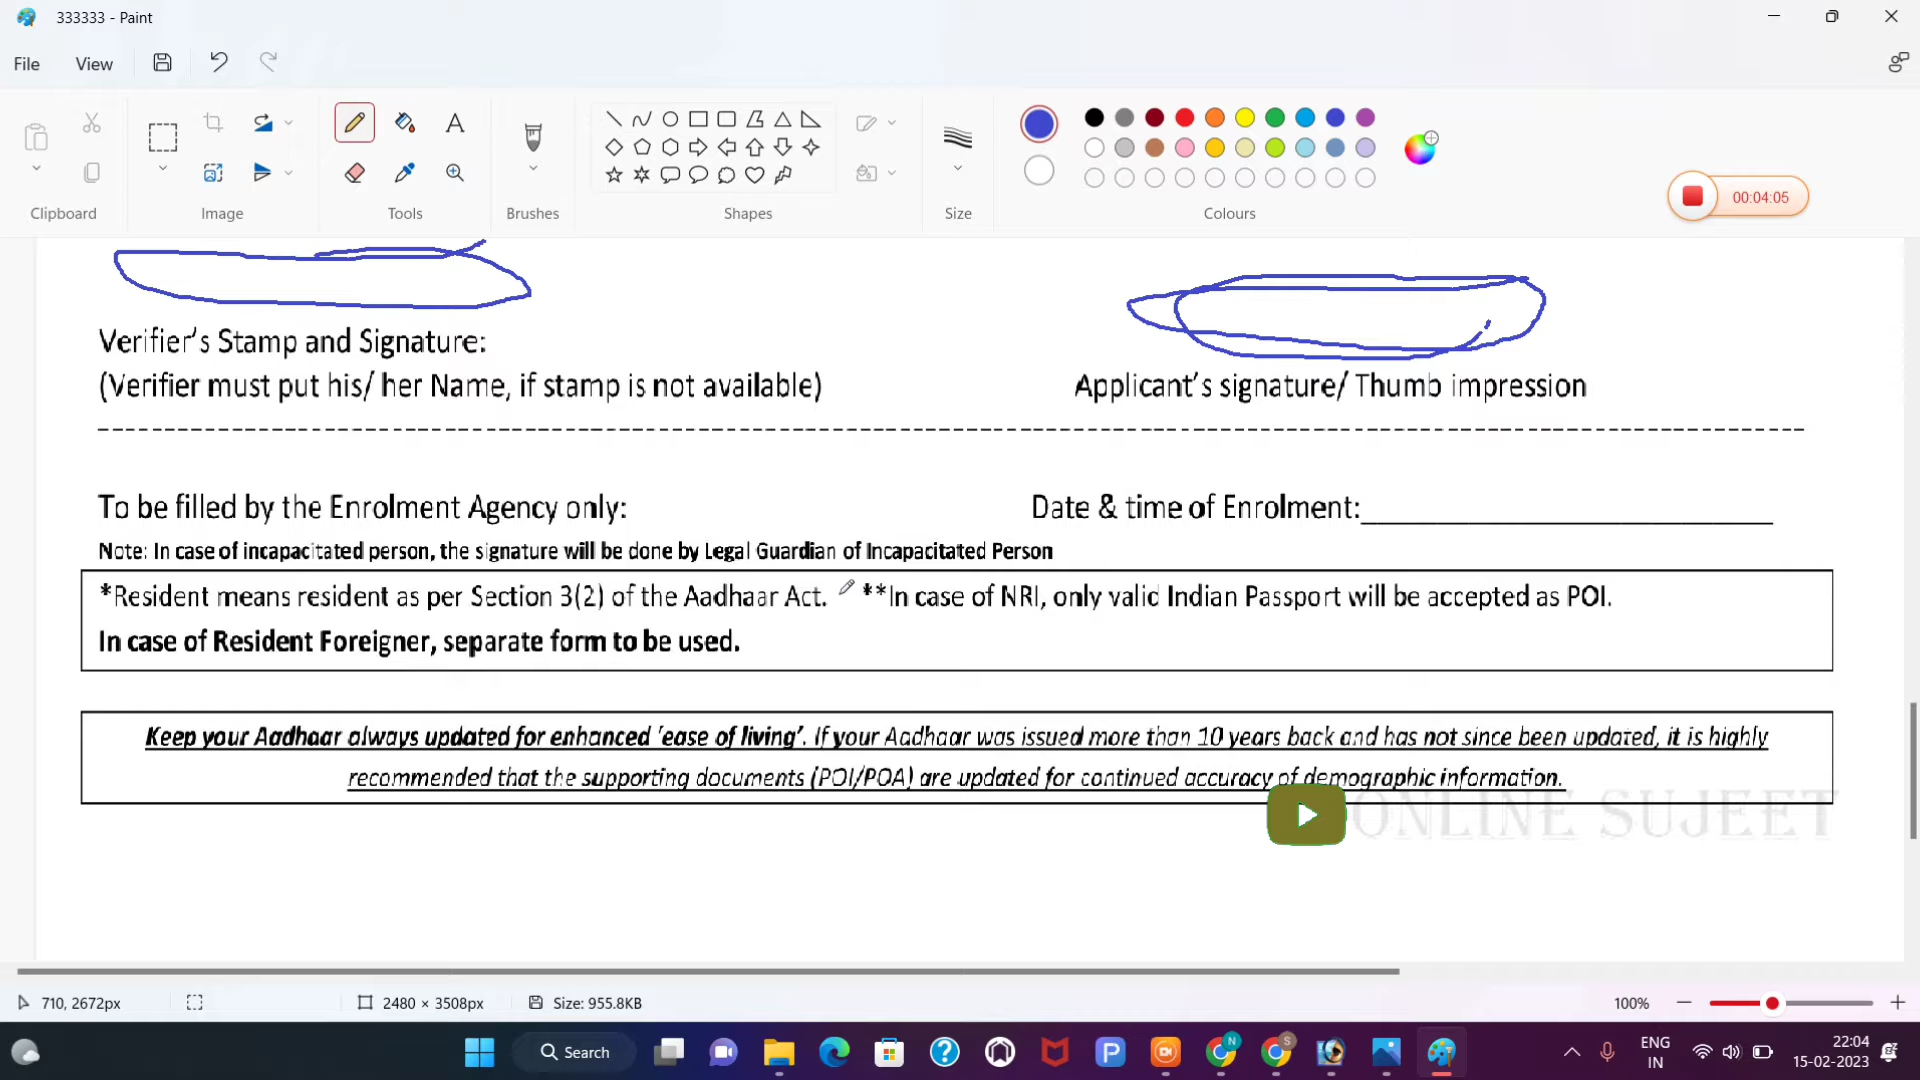 333333 - Paint
File
View
Clipboard
Image
Tools
Brushes
Shapes
Size
Colours
00:04:05
Verifier's Stamp and Signature:
(Verifier must put his/ her Name, if stamp is not available)
Applicant's signature/ Thumb impression
To be filled by the Enrolment Agency only:
Date & time of Enrolment:
Note: In case of incapacitated person, the signature will be done by Legal Guardian of Incapacitated Person
*Resident means resident as per Section 3(2) of the Aadhaar Act. **In case of NRI, only valid Indian Passport will be accepted as POI.
In case of Resident Foreigner, separate form to be used.
Keep your Aadhaar always updated for enhanced 'ease of living'. If your Aadhaar was issued more than 10 years back and has not since been updated, it is highly
recommended that the supporting documents (POI/POA) are updated for continued accuracy of demographic information.
ONLINE SUJEET
710, 2672px
2480 × 3508px
Size: 955.8KB
100%
Search
ENG
IN
22:04
15-02-2023